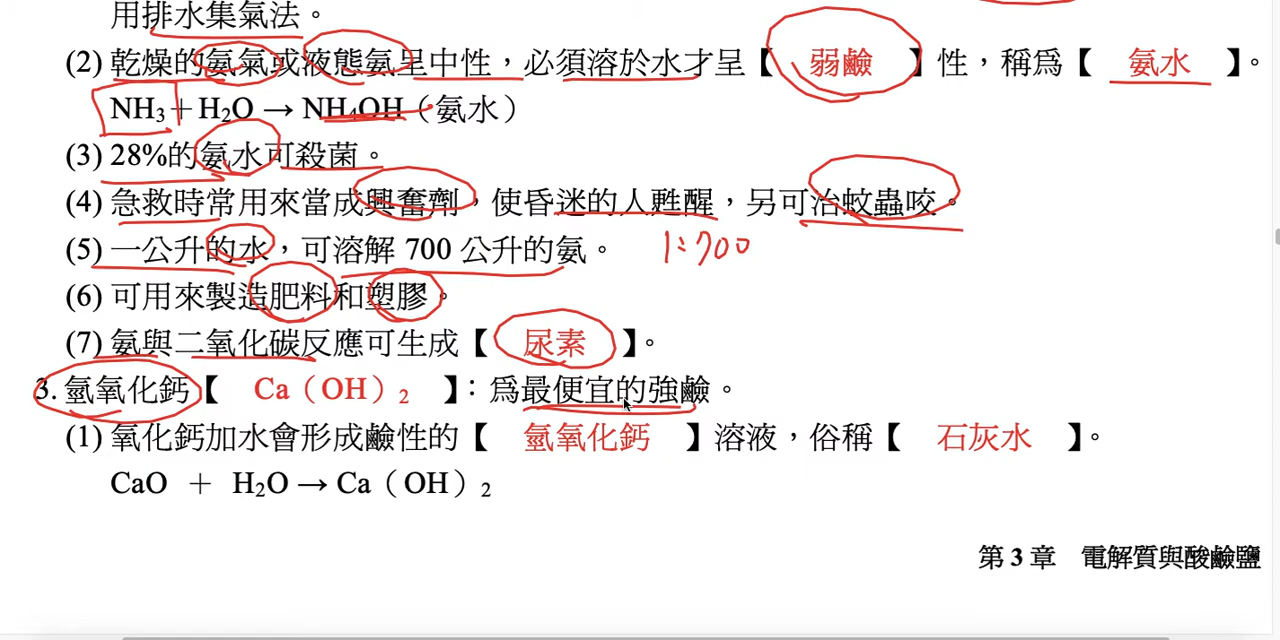 用排水集氣法。
(2) 乾燥的氨氣或液態氨呈中性，必須溶於水才呈【 弱鹼 】性，稱為【 氨水 】。
NH₃＋H₂O → NH₄OH（氨水）
(3) 28%的氨水可殺菌。
(4) 急救時常用來當成興奮劑，使昏迷的人甦醒，另可治蚊蟲咬。
(5) 一公升的水，可溶解 700 公升的氨。 1:700
(6) 可用來製造肥料和塑膠。
(7) 氨與二氧化碳反應可生成【 尿素 】。
3. 氫氧化鈣【 Ca（OH）₂ 】：為最便宜的強鹼。
(1) 氧化鈣加水會形成鹼性的【 氫氧化鈣 】溶液，俗稱【 石灰水 】。
CaO ＋ H₂O → Ca（OH）₂
第 3 章 電解質與酸鹼鹽